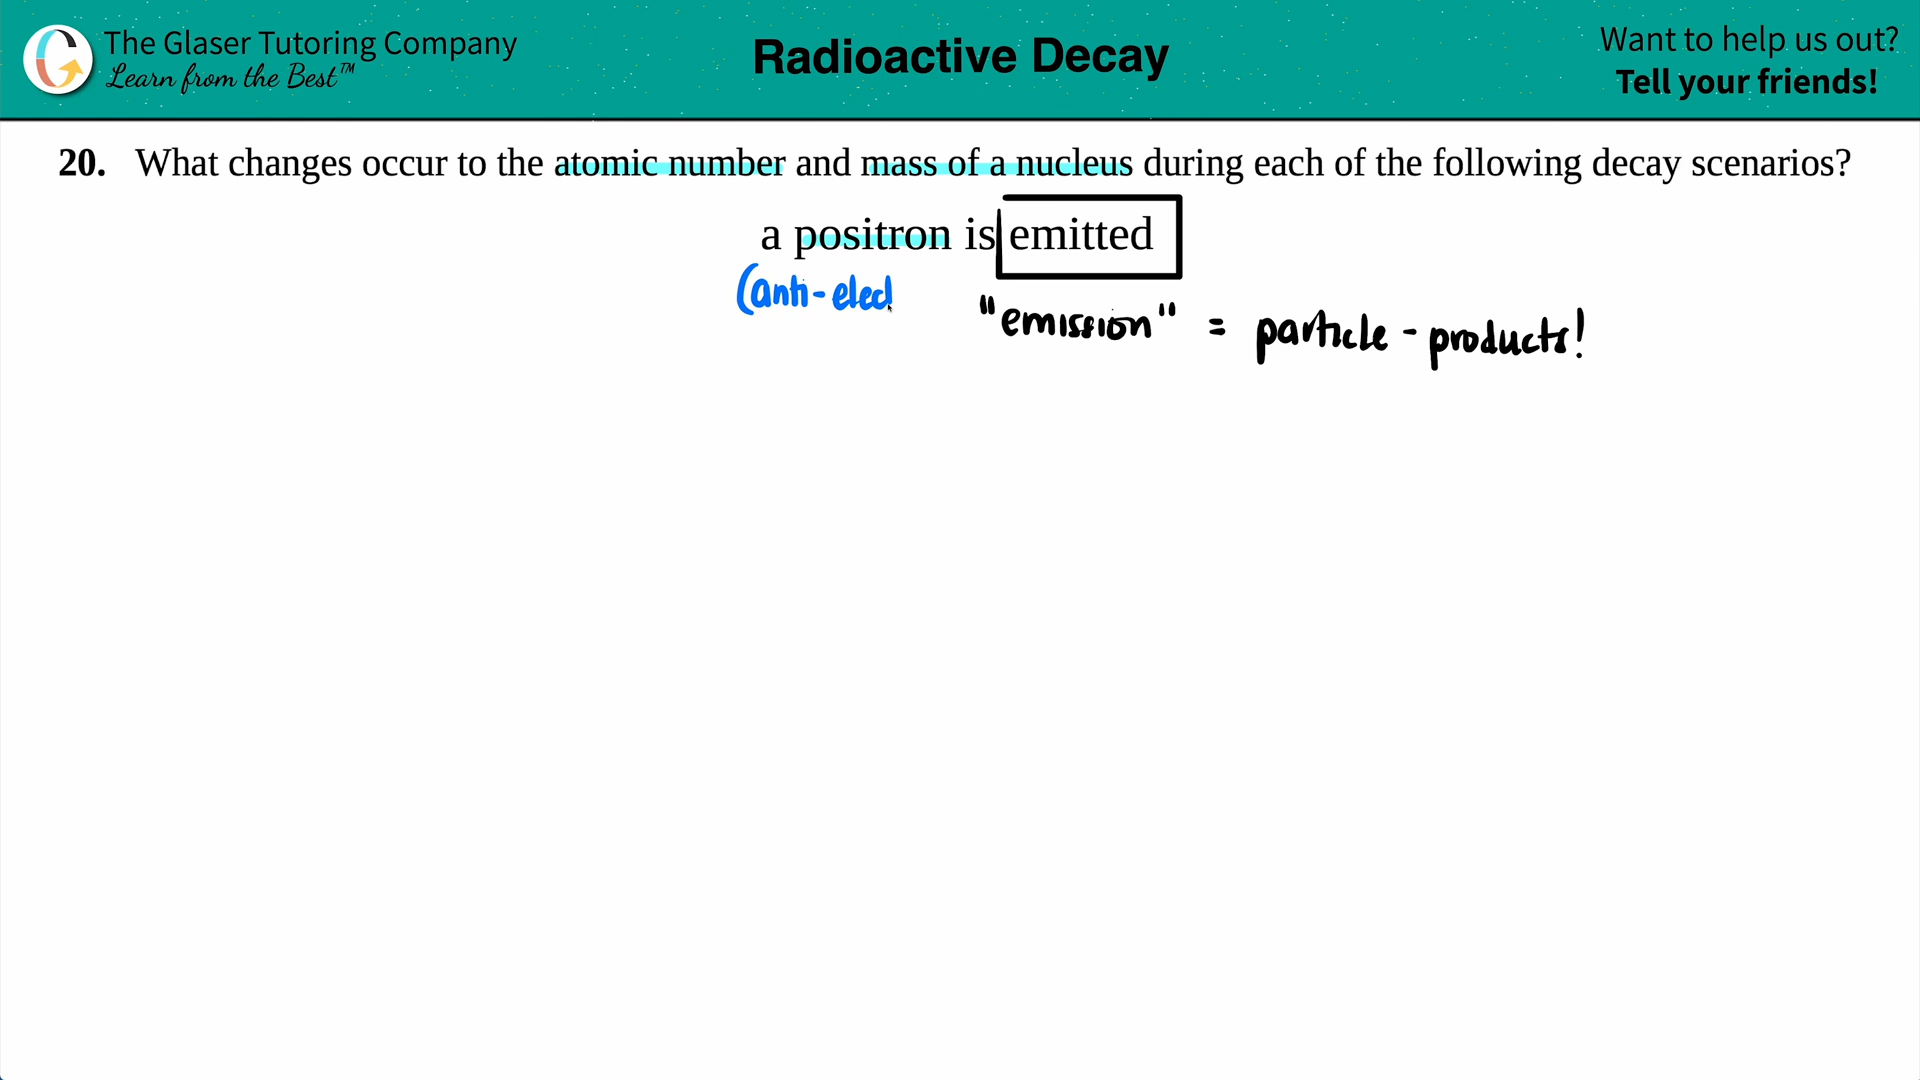 The Glaser Tutoring Company
Learn from the Best™
Radioactive Decay
Want to help us out?
Tell your friends!
20. What changes occur to the atomic number and mass of a nucleus during each of the following decay scenarios?
a positron is emitted
(anti-elect
"emission" = particle - products!